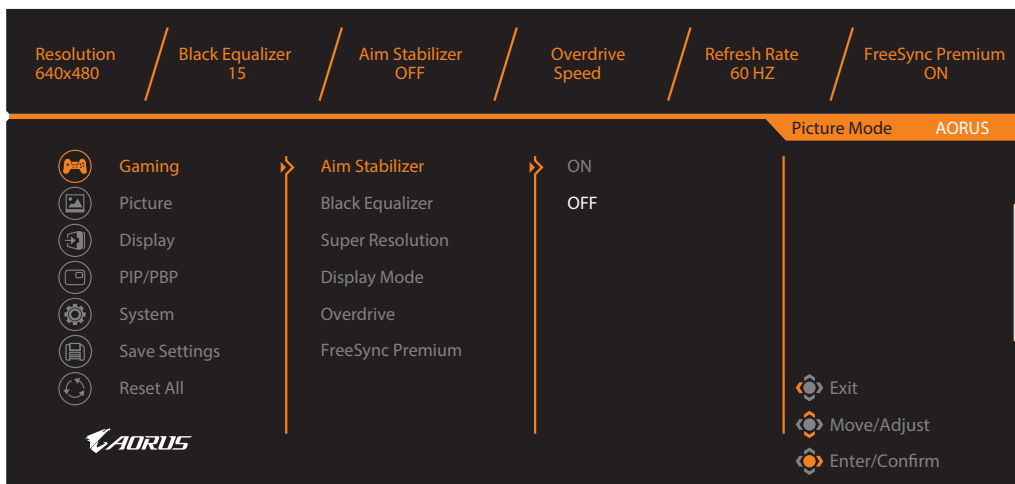 Resolution
640x480
Black Equalizer
15
Aim Stabilizer
OFF
Overdrive
Speed
Refresh Rate
60 HZ
FreeSync Premium
ON
Picture Mode AORUS
Gaming
Picture
Display
PIP/PBP
System
Save Settings
Reset All
Aim Stabilizer
Black Equalizer
Super Resolution
Display Mode
Overdrive
FreeSync Premium
ON
OFF
Exit
Move/Adjust
Enter/Confirm
AORUS